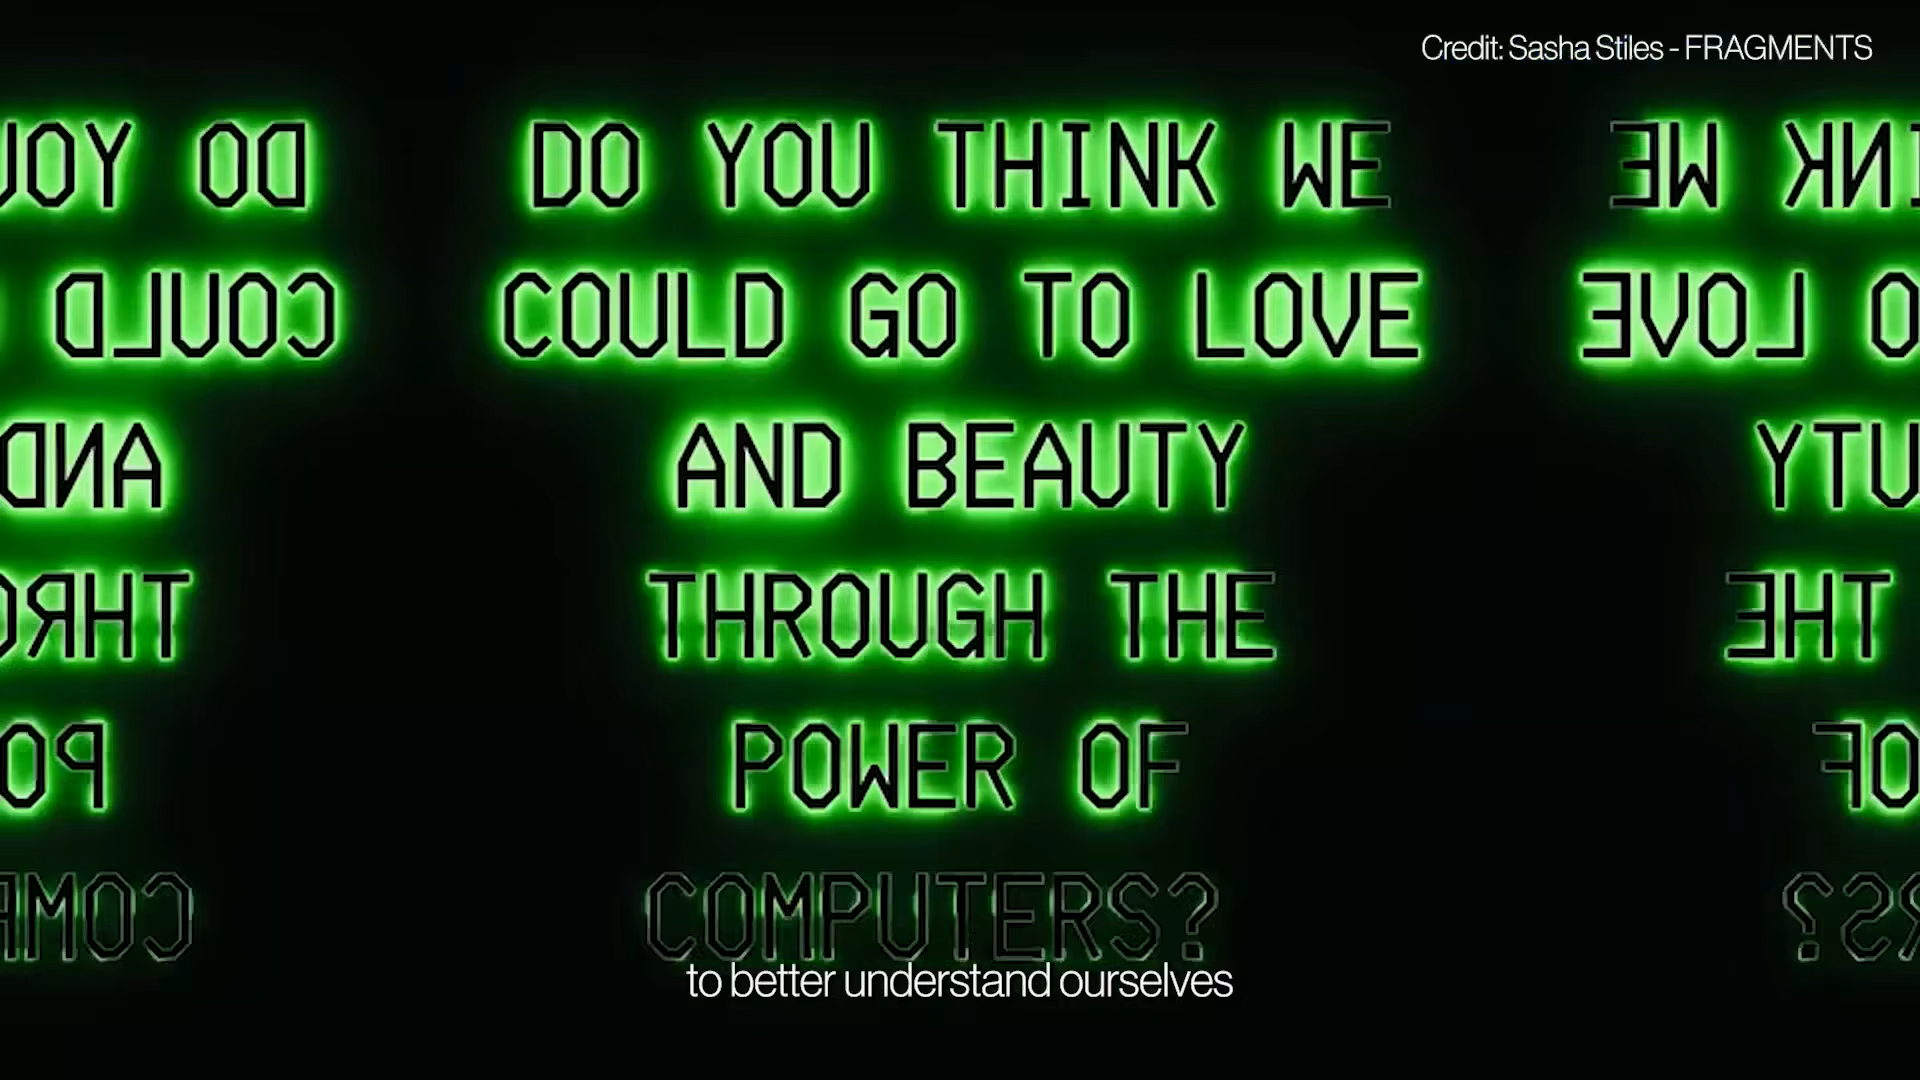 Credit: Sasha Stiles - FRAGMENTS
DO YOU THINK WE
COULD GO TO LOVE
AND BEAUTY
THROUGH THE
POWER OF
COMPUTERS?
to better understand ourselves